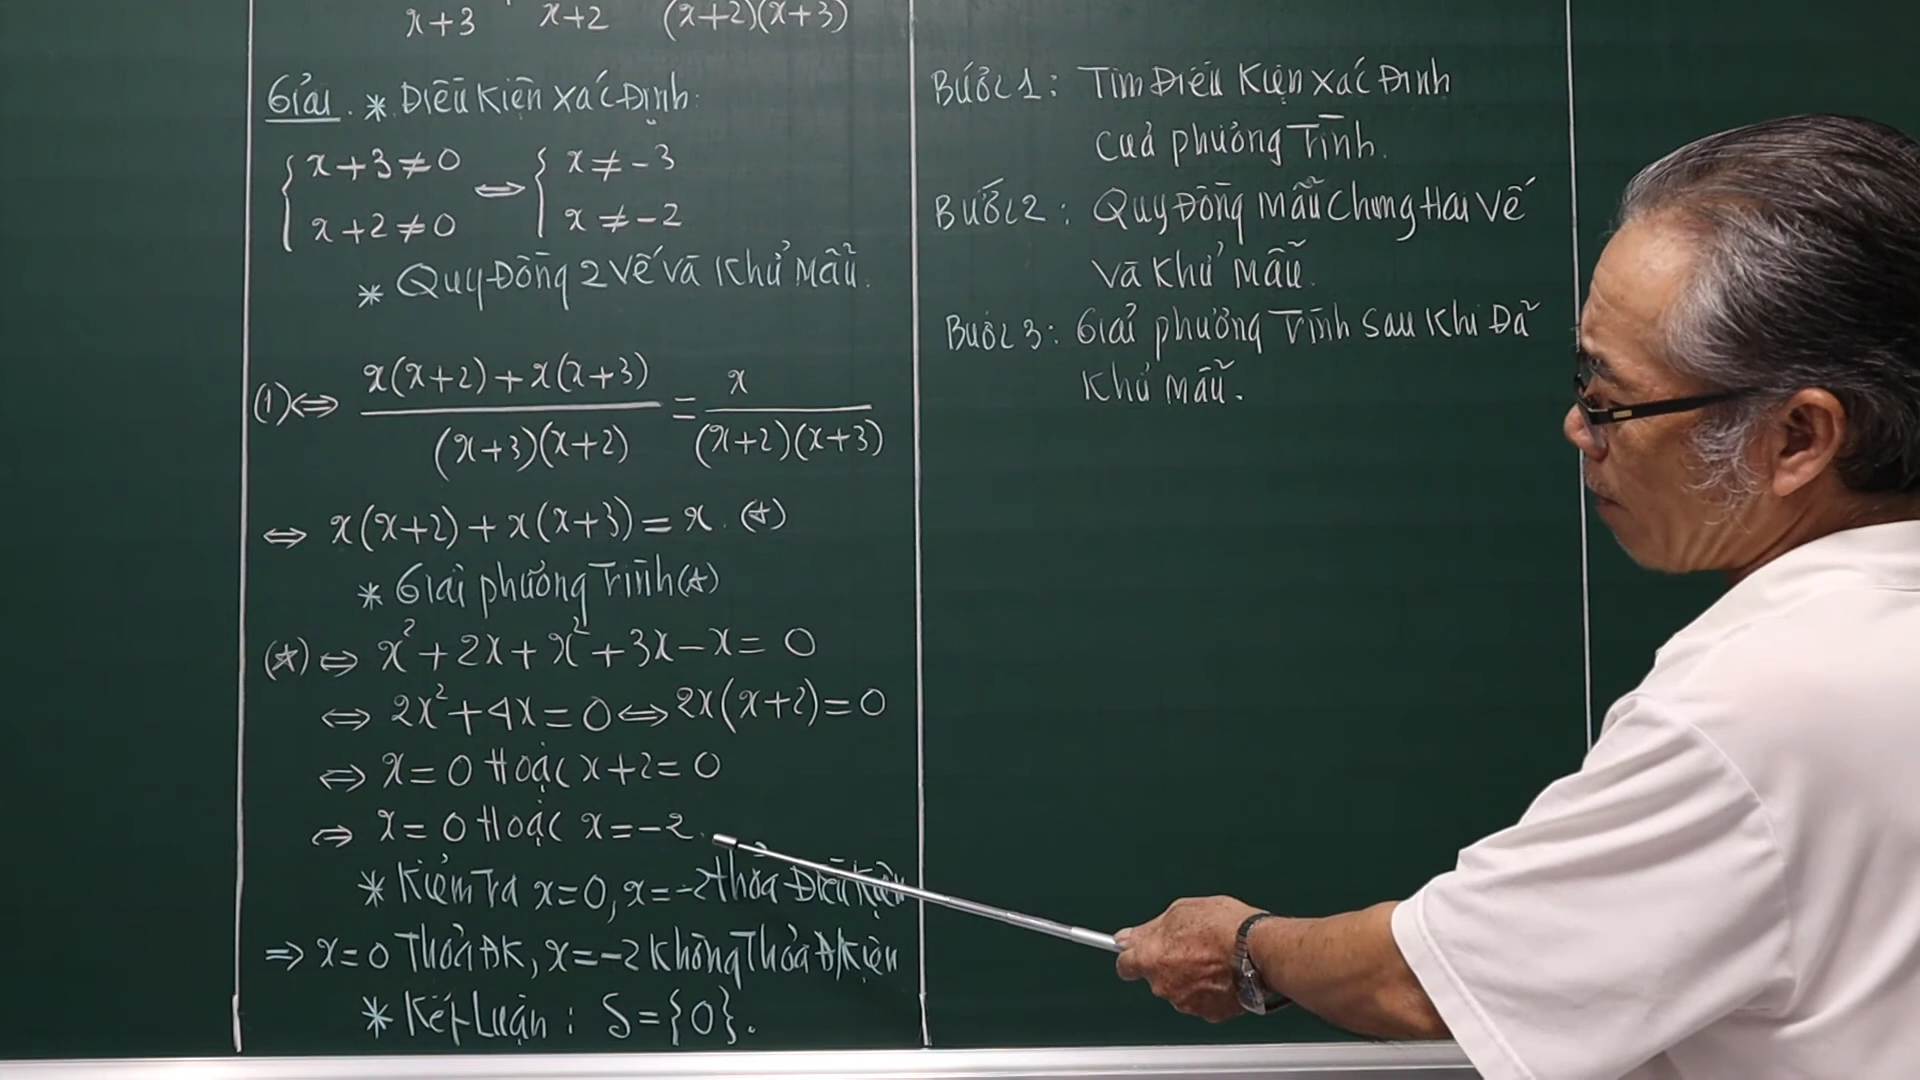 x+3 x+2 (x+2)(x+3)
Giải. * Điều Kiện Xác Định:
{ x+3≠0 ⇔ { x≠-3
x+2≠0 x≠-2
* Quy Đồng 2 Vế và Khử Mẫu.
(1)⇔ x(x+2)+x(x+3) / (x+3)(x+2) = x / (x+2)(x+3)
⇔ x(x+2)+x(x+3)=x. (☆)
* Giải phương Trình(☆)
(☆)⇔ x²+2x+x²+3x-x=0
⇔ 2x²+4x=0⇔2x(x+2)=0
⇔ x=0 Hoặc x+2=0
⇔ x=0 Hoặc x=-2.
* Kiểm Tra x=0, x=-2 Thỏa Điều Kiện
⇒ x=0 Thỏa ĐK, x=-2 Không Thỏa Đ/Kiện
* Kết Luận: S={0}.
Bước 1: Tìm Điều Kiện Xác Định
của phương Trình.
Bước 2: Quy Đồng Mẫu Chung Hai Vế
và Khử Mẫu.
Bước 3: Giải phương Trình Sau Khi Đã
Khử Mẫu.